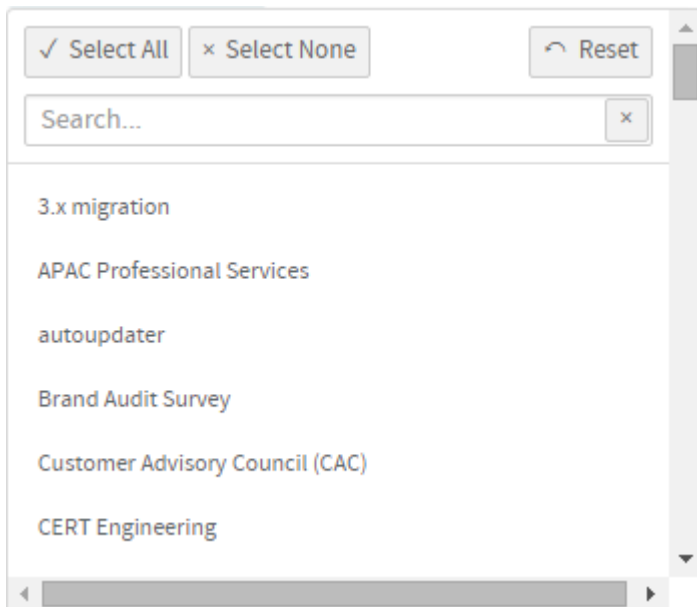 ✓ Select All × Select None ↶ Reset
Search... ×
3.x migration
APAC Professional Services
autoupdater
Brand Audit Survey
Customer Advisory Council (CAC)
CERT Engineering